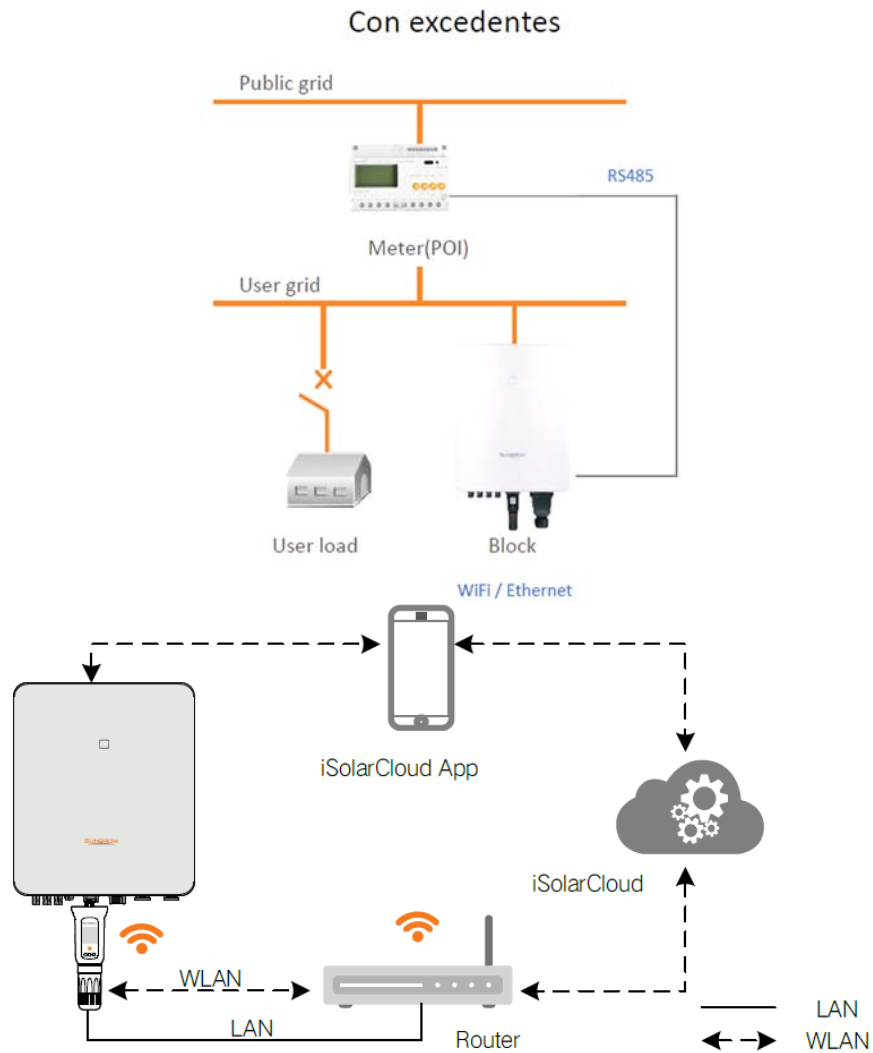 Con excedentes
Public grid
RS485
Meter(POI)
User grid
User load
Block
WiFi / Ethernet
iSolarCloud App
SUNGROW
iSolarCloud
WLAN
LAN
Router
LAN
WLAN